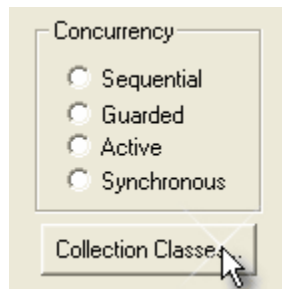 Concurrency
Sequential
Guarded
Active
Synchronous
Collection Classes...